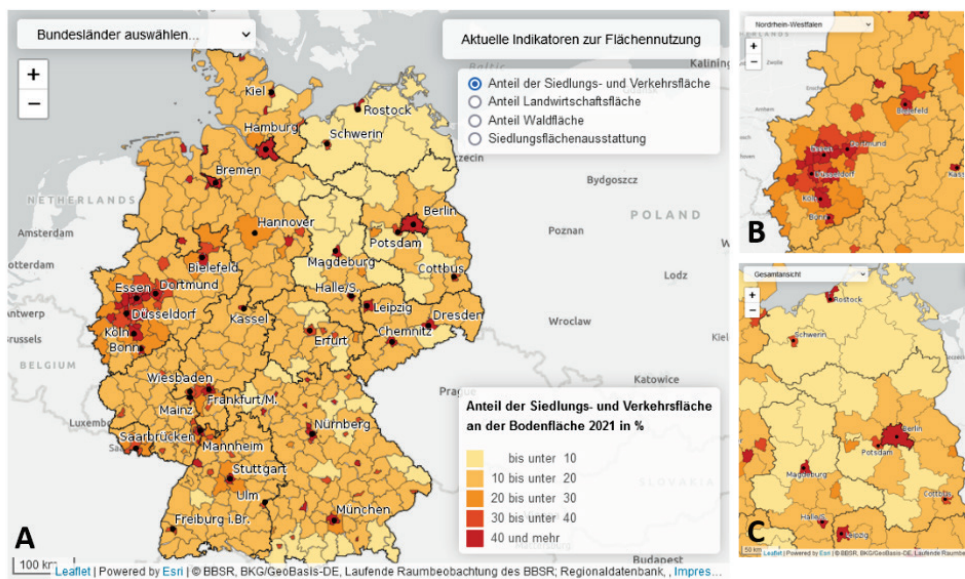 Bundesländer auswählen...
+
−
Aktuelle Indikatoren zur Flächennutzung
Anteil der Siedlungs- und Verkehrsfläche
Anteil Landwirtschaftsfläche
Anteil Waldfläche
Siedlungsflächenausstattung
Kiel
Rostock
Hamburg
Schwerin
Bremen
Bydgoszcz
NETHERLANDS
Amsterdam
Hannover
Berlin
POLAND
Potsdam
Poznan
Magdeburg
Bielefeld
Cottbus
Lodz
Essen
Dortmund
Halle/S.
Leipzig
Düsseldorf
Kassel
Dresden
Wroclaw
Köln
Erfurt
Chemnitz
Bonn
BELGIUM
Katowice
Wiesbaden
Frankfurt/M.
Mainz
Nürnberg
Saarbrücken
Mannheim
Stuttgart
Ulm
München
Freiburg i.Br.
Budapest
Anteil der Siedlungs- und Verkehrsfläche
an der Bodenfläche 2021 in %
bis unter 10
10 bis unter 20
20 bis unter 30
30 bis unter 40
40 und mehr
A
100 km
Leaflet | Powered by Esri | © BBSR, BKG/GeoBasis-DE, Laufende Raumbeobachtung des BBSR; Regionaldatenbank, , Impres...
Nordrhein-Westfalen
+
−
Bielefeld
Essen
Dortmund
Düsseldorf
Köln
Bonn
B
Gesamtansicht
+
−
Rostock
Schwerin
Berlin
Potsdam
Magdeburg
Cottbus
Halle/S.
Leipzig
C
50 km
Leaflet | Powered by Esri | © BBSR, BKG/GeoBasis-DE, Laufende Raumbeo